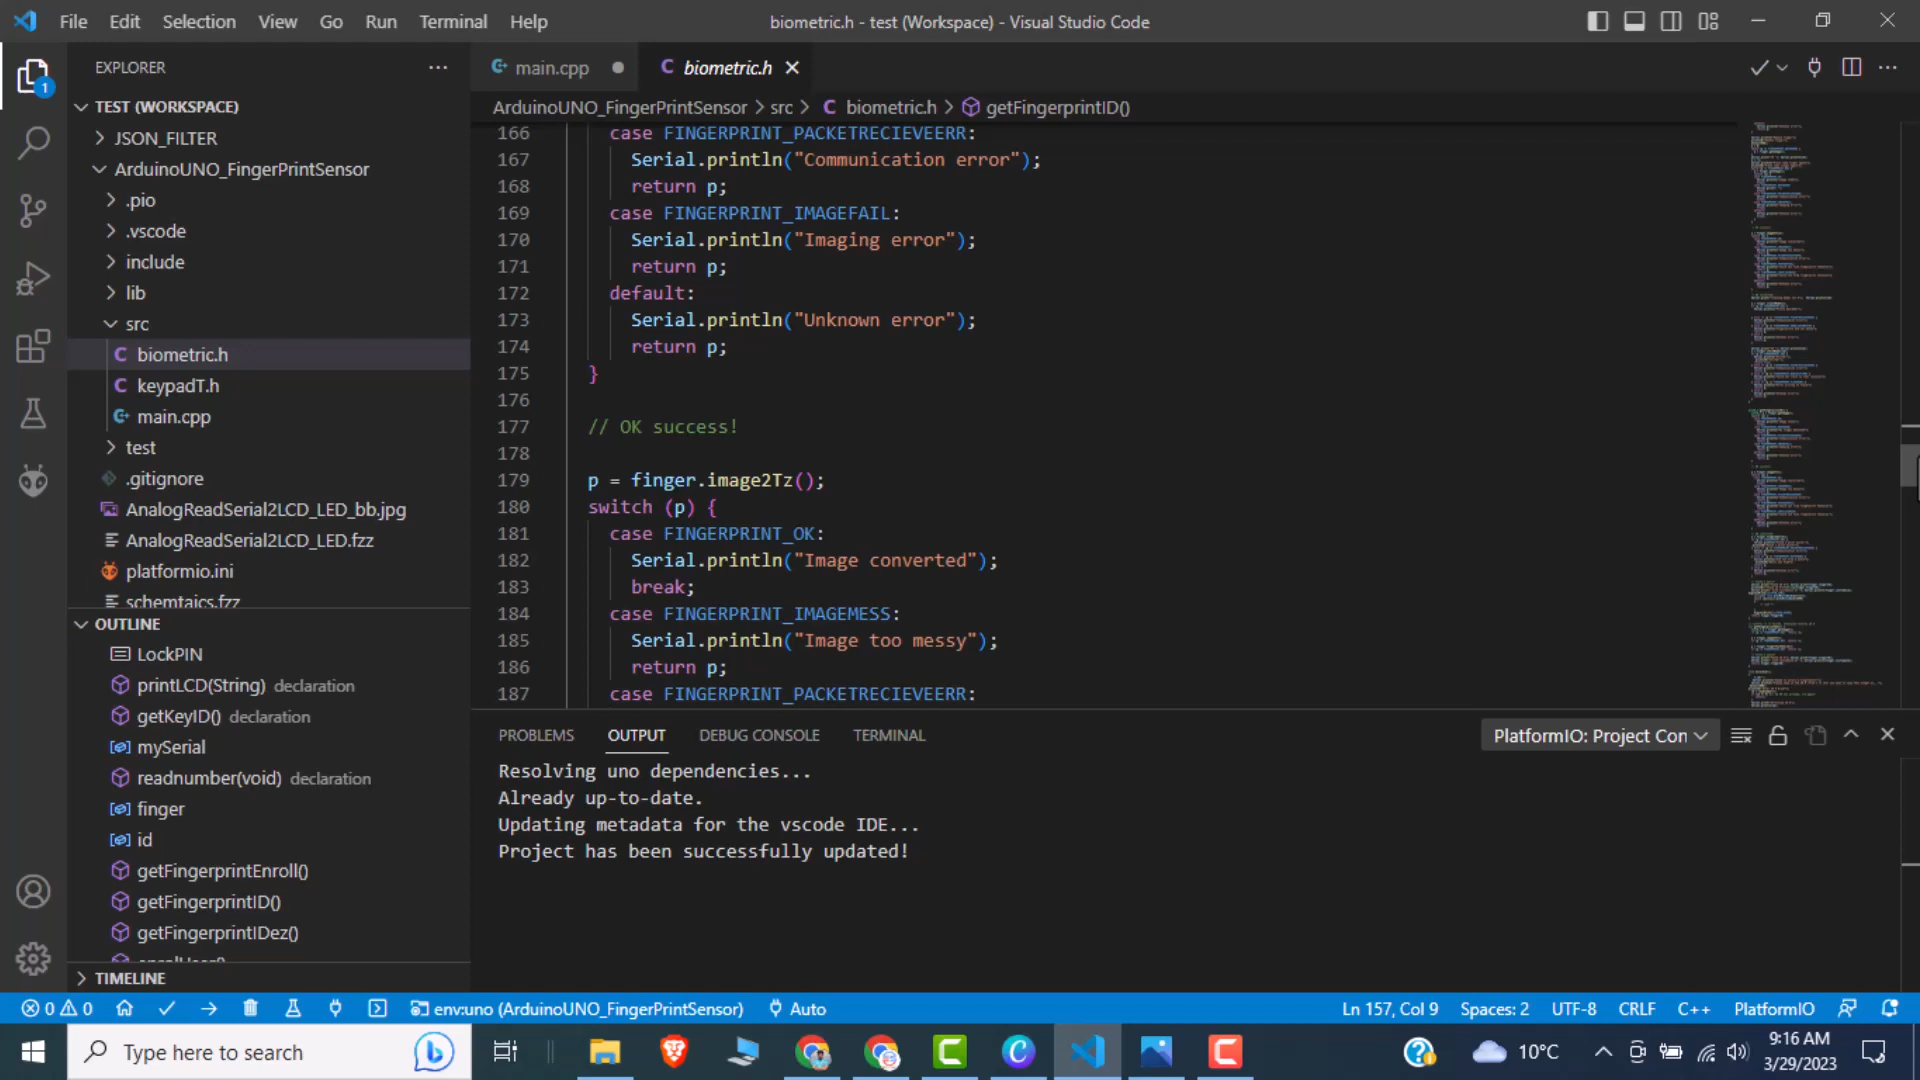 File Edit Selection View Go Run Terminal Help
biometric.h - test (Workspace) - Visual Studio Code
EXPLORER
TEST (WORKSPACE)
JSON_FILTER
ArduinoUNO_FingerPrintSensor
.pio
.vscode
include
lib
src
biometric.h
keypadT.h
main.cpp
test
.gitignore
AnalogReadSerial2LCD_LED_bb.jpg
AnalogReadSerial2LCD_LED.fzz
platformio.ini
schemtaics.fzz
OUTLINE
LockPIN
printLCD(String) declaration
getKeyID() declaration
mySerial
readnumber(void) declaration
finger
id
getFingerprintEnroll()
getFingerprintID()
getFingerprintIDez()
TIMELINE
main.cpp
biometric.h
ArduinoUNO_FingerPrintSensor > src > C biometric.h > getFingerprintID()
166 case FINGERPRINT_PACKETRECIEVEERR:
167 Serial.println("Communication error");
168 return p;
169 case FINGERPRINT_IMAGEFAIL:
170 Serial.println("Imaging error");
171 return p;
172 default:
173 Serial.println("Unknown error");
174 return p;
175 }
176
177 // OK success!
178
179 p = finger.image2Tz();
180 switch (p) {
181 case FINGERPRINT_OK:
182 Serial.println("Image converted");
183 break;
184 case FINGERPRINT_IMAGEMESS:
185 Serial.println("Image too messy");
186 return p;
187 case FINGERPRINT_PACKETRECIEVEERR:
PROBLEMS OUTPUT DEBUG CONSOLE TERMINAL
PlatformIO: Project Con
Resolving uno dependencies...
Already up-to-date.
Updating metadata for the vscode IDE...
Project has been successfully updated!
0 0 env:uno (ArduinoUNO_FingerPrintSensor) Auto
Ln 157, Col 9 Spaces: 2 UTF-8 CRLF C++ PlatformIO
Type here to search
10°C
9:16 AM
3/29/2023